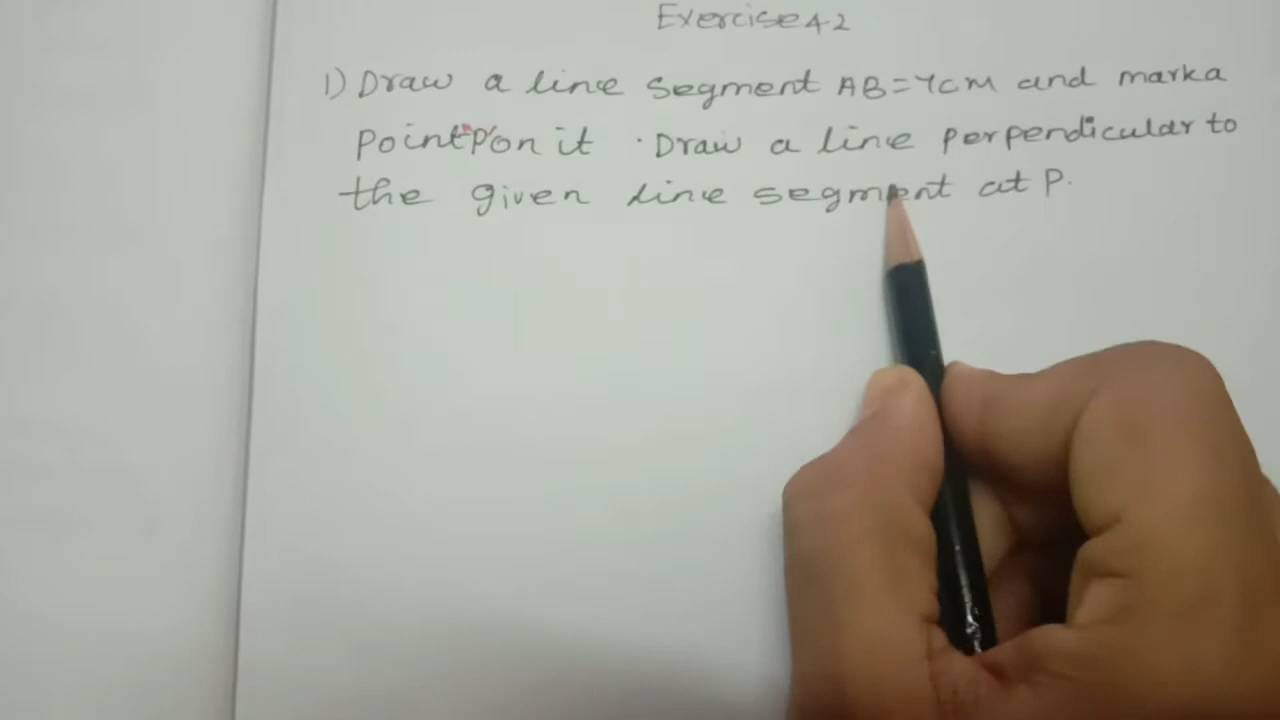 Exercise 4.2
1) Draw a line segment AB=7cm and mark a
point "P" on it. Draw a line perpendicular to
the given line segment at P.